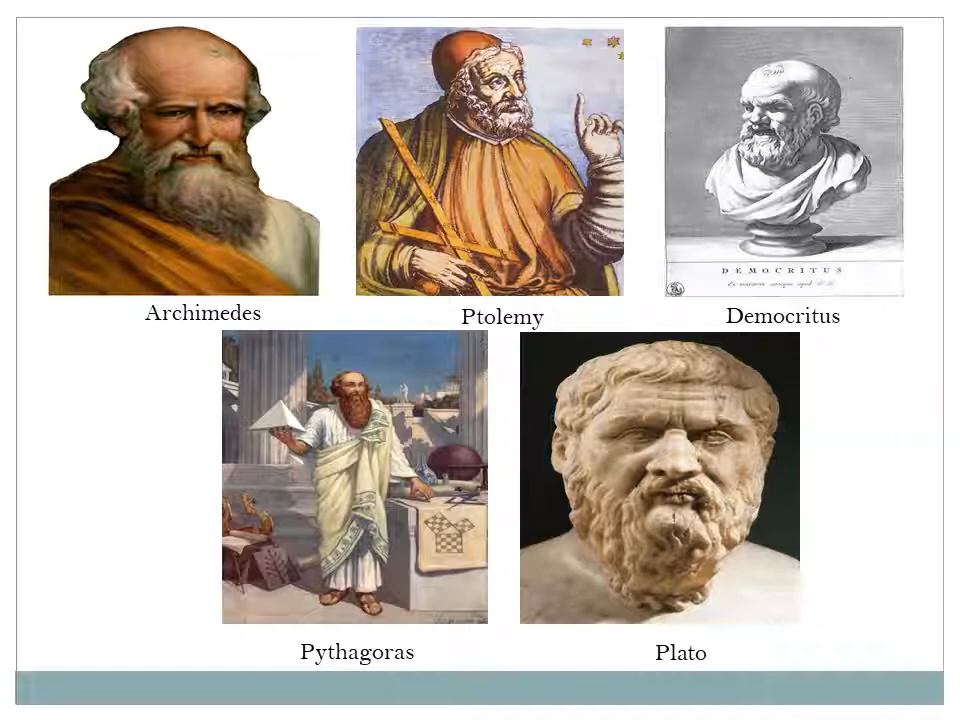 Archimedes
Ptolemy
DEMOCRITUS
Democritus
Pythagoras
Plato